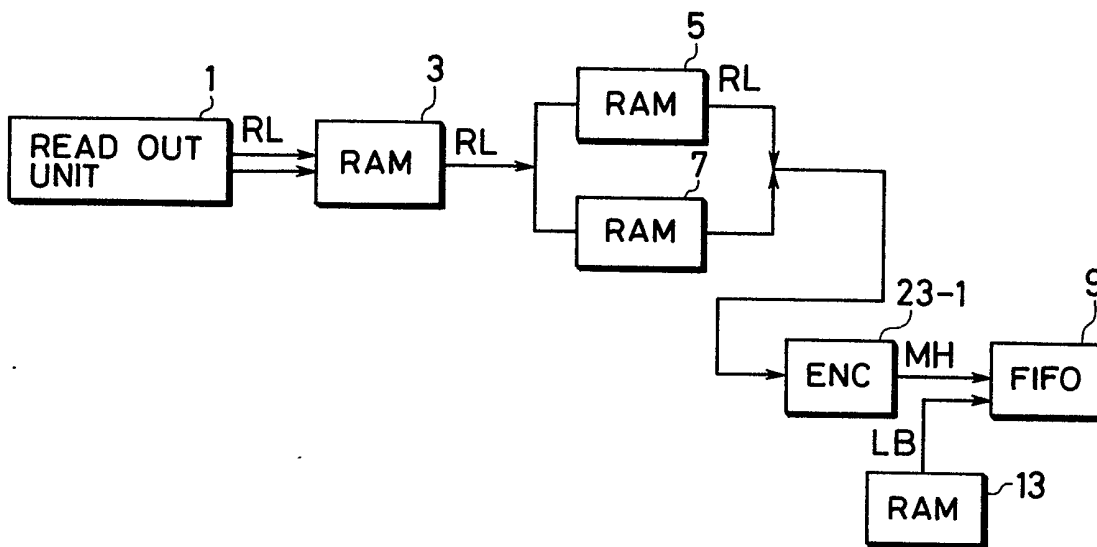 1
READ OUT
UNIT
RL
3
RAM
RL
5
RAM
RL
7
RAM
23-1
ENC
MH
9
FIFO
LB
RAM
13